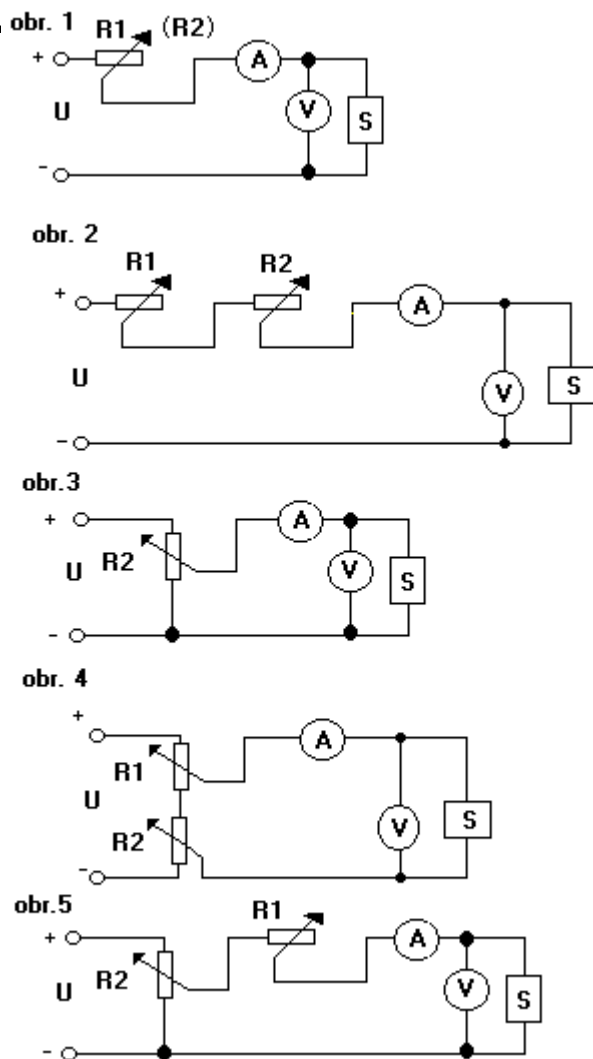 obr. 1
R1 (R2)
+
A
U
V
S
-
obr. 2
R1 R2
+
A
U
V
S
-
obr.3
+
A
R2
U
V
S
-
obr. 4
+
A
R1
U
R2
V
S
-
obr.5
R1
+
A
R2
U
V
S
-